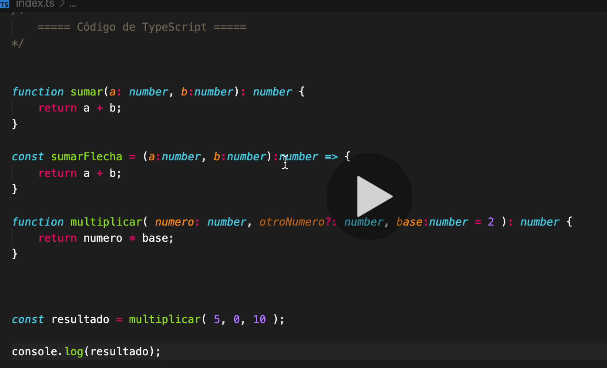 TS index.ts > ...
===== Código de TypeScript =====
*/
function sumar(a: number, b:number): number {
return a + b;
}
const sumarFlecha = (a:number, b:number):number => {
return a + b;
}
function multiplicar( numero: number, otroNumero?: number, base:number = 2 ): number {
return numero * base;
}
const resultado = multiplicar( 5, 0, 10 );
console.log(resultado);